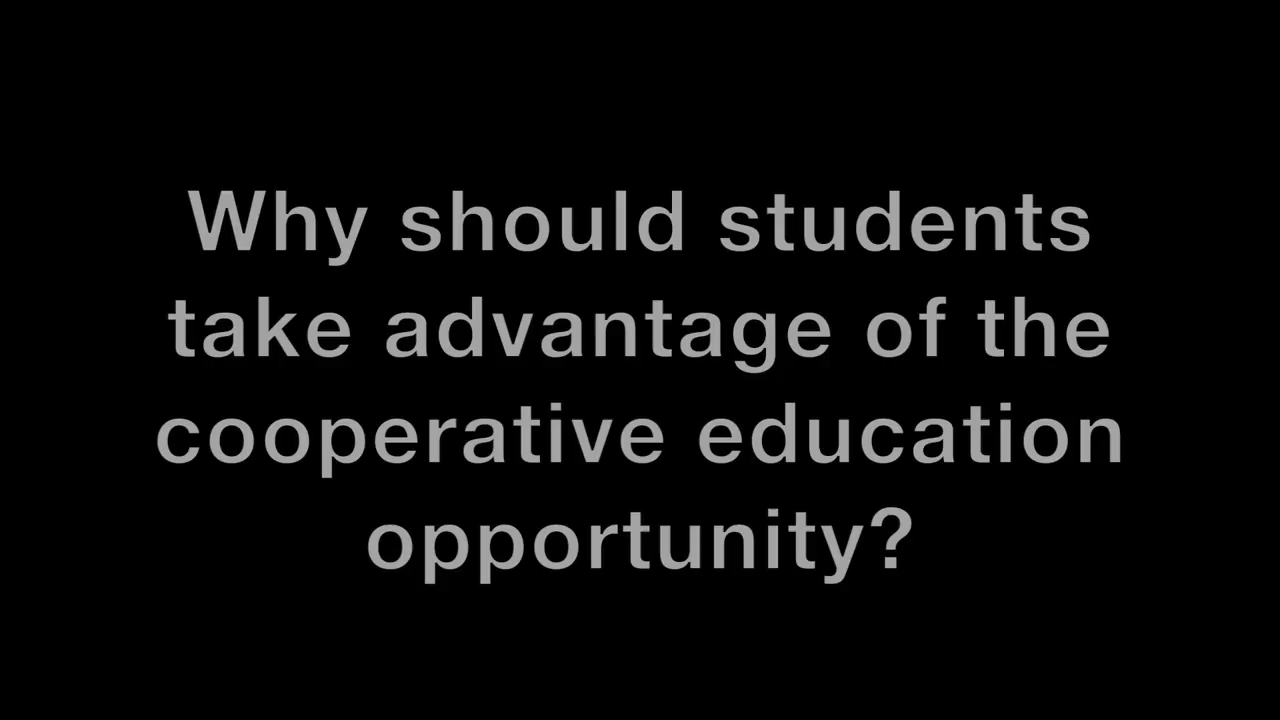 Why should students
take advantage of the
cooperative education
opportunity?